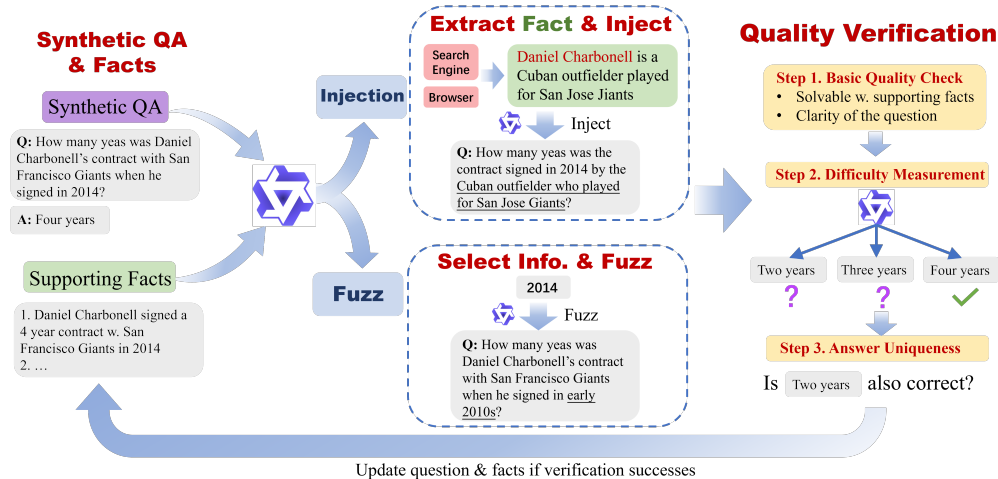 Synthetic QA
& Facts
Synthetic QA
Q: How many yeas was Daniel
Charbonell's contract with San
Francisco Giants when he
signed in 2014?
A: Four years
Supporting Facts
1. Daniel Charbonell signed a
4 year contract w. San
Francisco Giants in 2014
2. …
Injection
Fuzz
Extract Fact & Inject
Search
Engine
Browser
Daniel Charbonell is a
Cuban outfielder played
for San Jose Jiants
Inject
Q: How many yeas was the
contract signed in 2014 by the
Cuban outfielder who played
for San Jose Giants?
Select Info. & Fuzz
2014
Fuzz
Q: How many yeas was
Daniel Charbonell's contract
with San Francisco Giants
when he signed in early
2010s?
Quality Verification
Step 1. Basic Quality Check
• Solvable w. supporting facts
• Clarity of the question
Step 2. Difficulty Measurement
Two years
Three years
Four years
?
?
Step 3. Answer Uniqueness
Is Two years also correct?
Update question & facts if verification successes